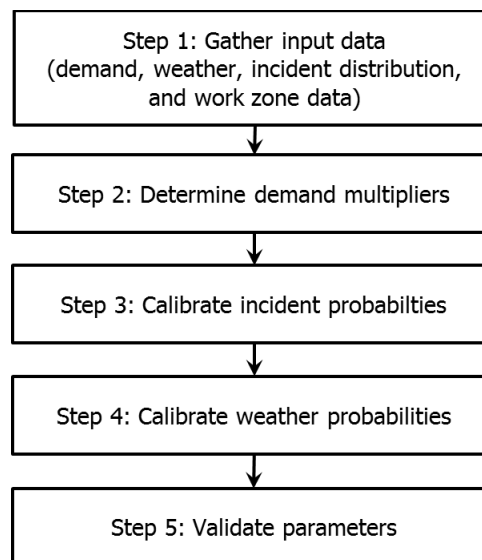 Step 1: Gather input data
(demand, weather, incident distribution,
and work zone data)
Step 2: Determine demand multipliers
Step 3: Calibrate incident probabilties
Step 4: Calibrate weather probabilities
Step 5: Validate parameters